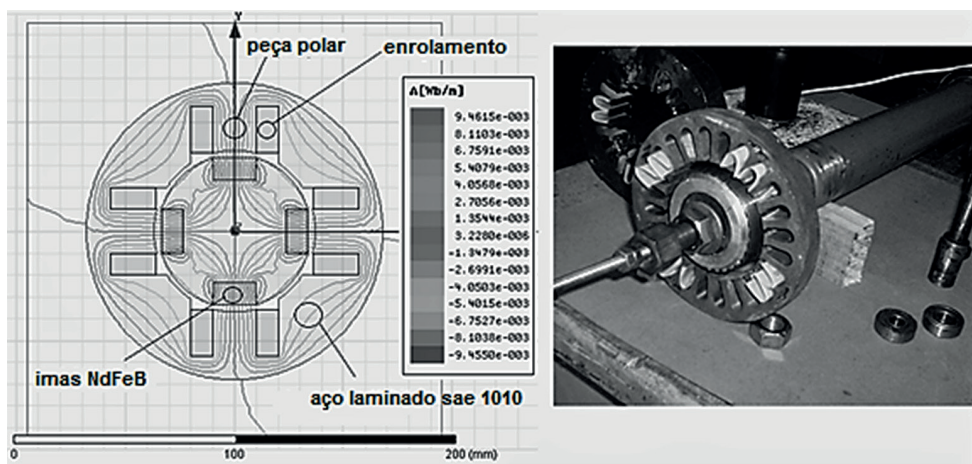 Y
peça polar
enrolamento
A[Wb/m]
9.4615e-003
8.1103e-003
6.7591e-003
5.4079e-003
4.0568e-003
2.7056e-003
1.3544e-003
3.2280e-006
-1.3479e-003
-2.6991e-003
-4.0503e-003
-5.4015e-003
-6.7527e-003
-8.1038e-003
-9.4550e-003
imas NdFeB
aço laminado sae 1010
0
100
200 (mm)